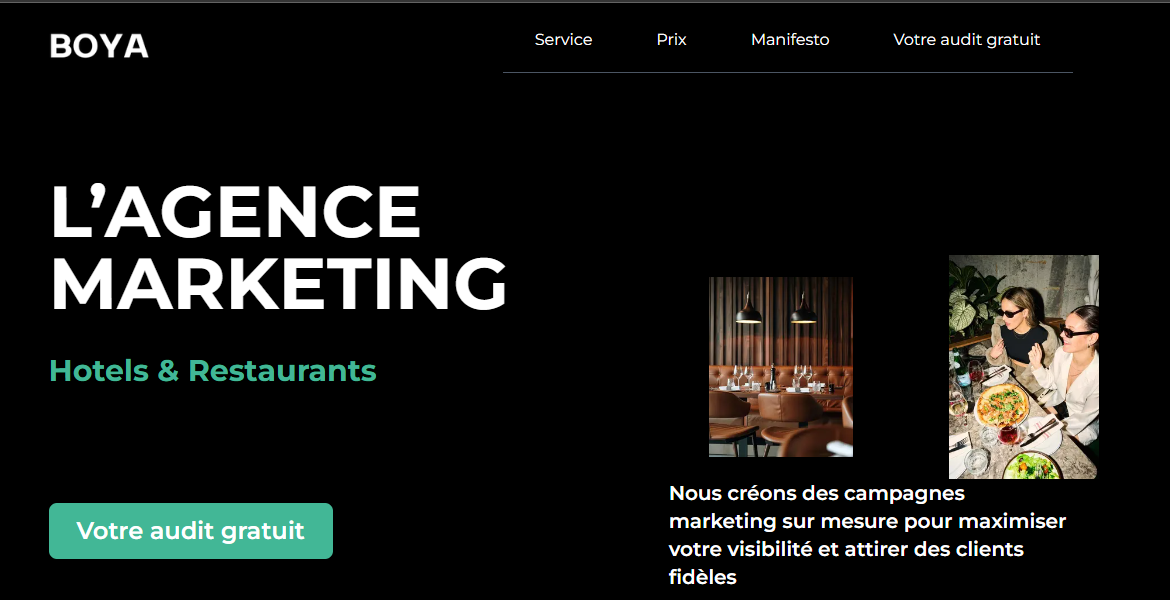 BOYA
Service
Prix
Manifesto
Votre audit gratuit
L’AGENCE
MARKETING
Hotels & Restaurants
Votre audit gratuit
Nous créons des campagnes
marketing sur mesure pour maximiser
votre visibilité et attirer des clients
fidèles